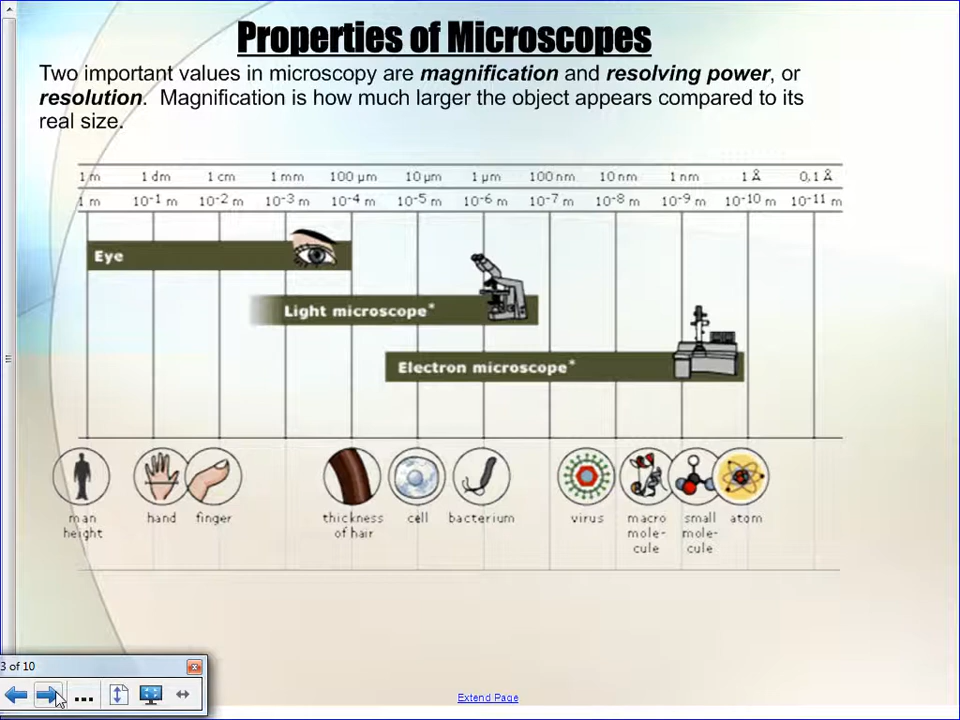 Properties of Microscopes
Two important values in microscopy are magnification and resolving power, or
resolution. Magnification is how much larger the object appears compared to its
real size.
1 m 1 dm 1 cm 1 mm 100 µm 10 µm 1 µm 100 nm 10 nm 1 nm 1 Å 0,1 Å
1 m 10⁻¹ m 10⁻² m 10⁻³ m 10⁻⁴ m 10⁻⁵ m 10⁻⁶ m 10⁻⁷ m 10⁻⁸ m 10⁻⁹ m 10⁻¹⁰ m 10⁻¹¹ m
Eye
Light microscope*
Electron microscope*
man height
hand
finger
thickness of hair
cell
bacterium
virus
macro mole- cule
small mole- cule
atom
3 of 10
Extend Page